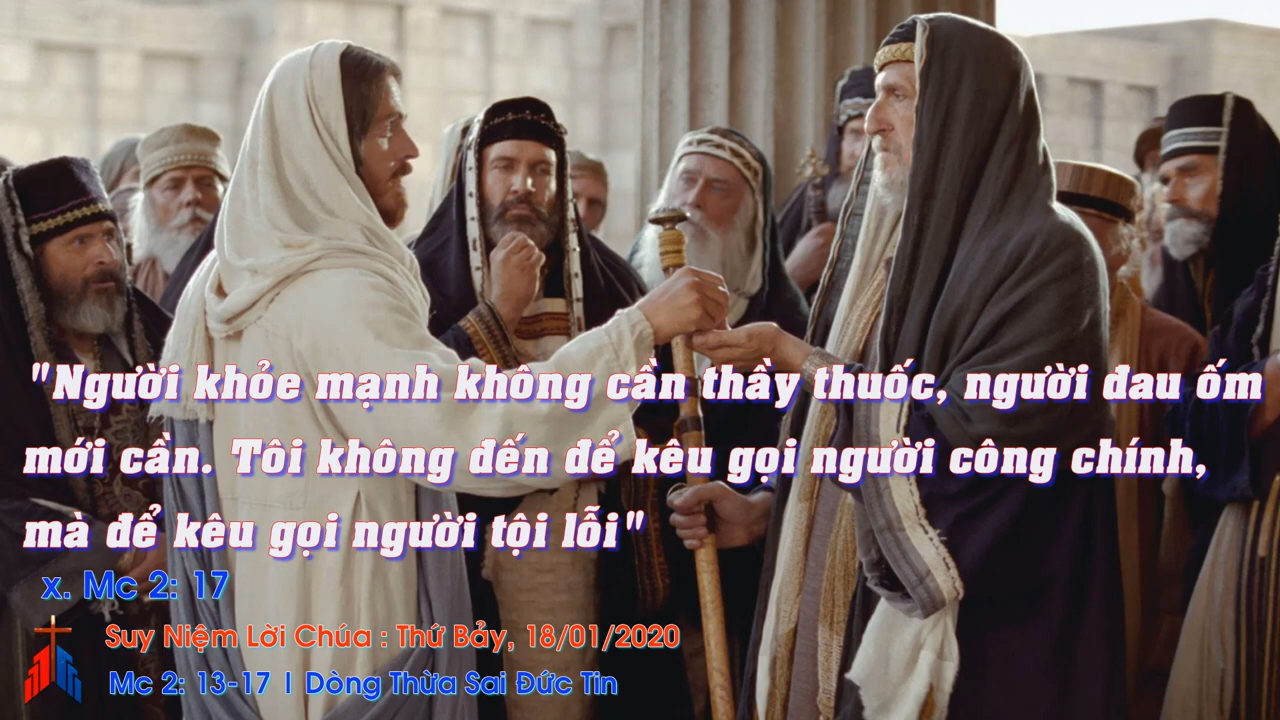 "Người khỏe mạnh không cần thầy thuốc, người đau ốm
mới cần. Tôi không đến để kêu gọi người công chính,
mà để kêu gọi người tội lỗi"
x. Mc 2: 17
Suy Niệm Lời Chúa : Thứ Bảy, 18/01/2020
Mc 2: 13-17 | Dòng Thừa Sai Đức Tin